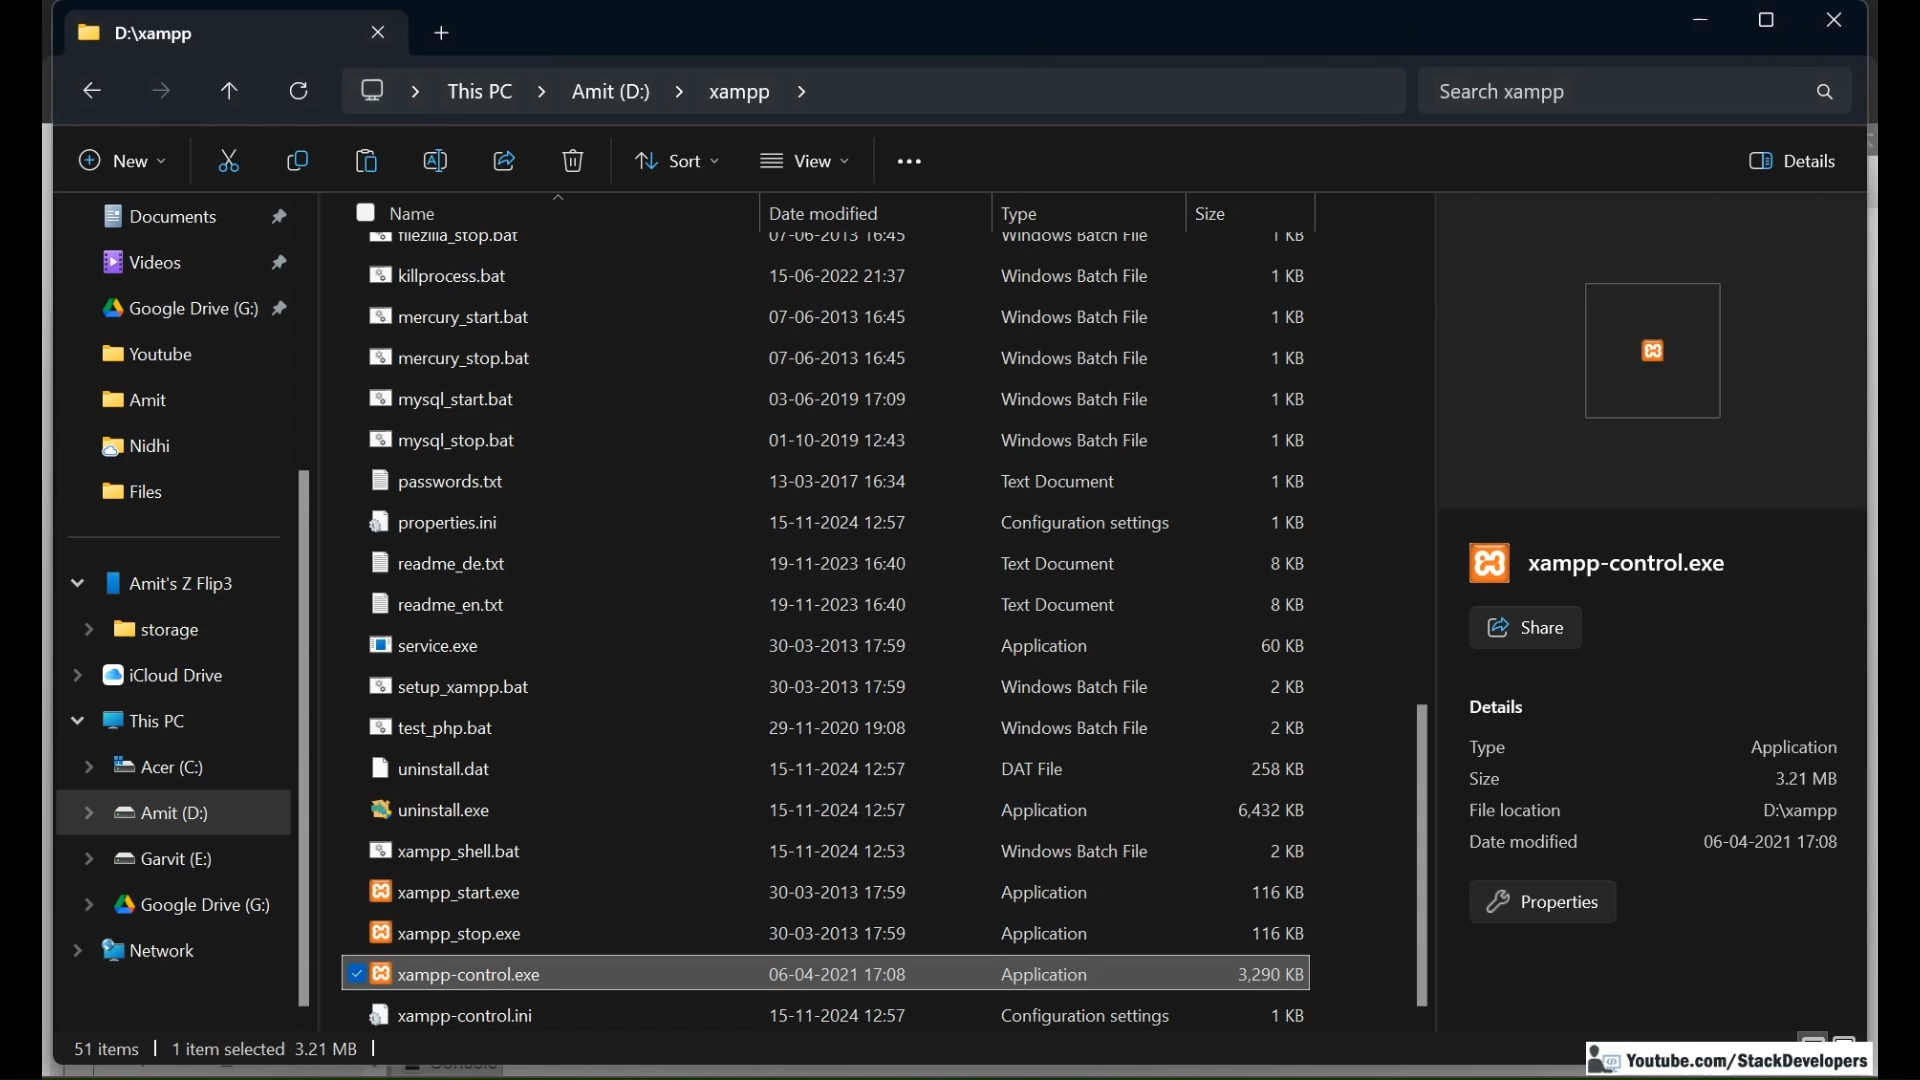 D:\xampp
This PC
Amit (D:)
xampp
Search xampp
New
Sort
View
Details
Documents
Videos
Google Drive (G:)
Youtube
Amit
Nidhi
Files
Amit's Z Flip3
storage
iCloud Drive
This PC
Acer (C:)
Amit (D:)
Garvit (E:)
Google Drive (G:)
Network
Name Date modified Type Size
filezilla_stop.bat 07-06-2013 16:45 Windows Batch File 1 KB
killprocess.bat 15-06-2022 21:37 Windows Batch File 1 KB
mercury_start.bat 07-06-2013 16:45 Windows Batch File 1 KB
mercury_stop.bat 07-06-2013 16:45 Windows Batch File 1 KB
mysql_start.bat 03-06-2019 17:09 Windows Batch File 1 KB
mysql_stop.bat 01-10-2019 12:43 Windows Batch File 1 KB
passwords.txt 13-03-2017 16:34 Text Document 1 KB
properties.ini 15-11-2024 12:57 Configuration settings 1 KB
readme_de.txt 19-11-2023 16:40 Text Document 8 KB
readme_en.txt 19-11-2023 16:40 Text Document 8 KB
service.exe 30-03-2013 17:59 Application 60 KB
setup_xampp.bat 30-03-2013 17:59 Windows Batch File 2 KB
test_php.bat 29-11-2020 19:08 Windows Batch File 2 KB
uninstall.dat 15-11-2024 12:57 DAT File 258 KB
uninstall.exe 15-11-2024 12:57 Application 6,432 KB
xampp_shell.bat 15-11-2024 12:53 Windows Batch File 2 KB
xampp_start.exe 30-03-2013 17:59 Application 116 KB
xampp_stop.exe 30-03-2013 17:59 Application 116 KB
xampp-control.exe 06-04-2021 17:08 Application 3,290 KB
xampp-control.ini 15-11-2024 12:57 Configuration settings 1 KB
xampp-control.exe
Share
Details
Type Application
Size 3.21 MB
File location D:\xampp
Date modified 06-04-2021 17:08
Properties
51 items 1 item selected 3.21 MB
Youtube.com/StackDevelopers